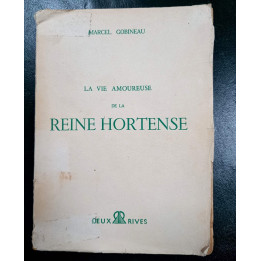 MARCEL GOBINEAU
LA VIE AMOUREUSE
DE LA
REINE HORTENSE
DEUX RIVES